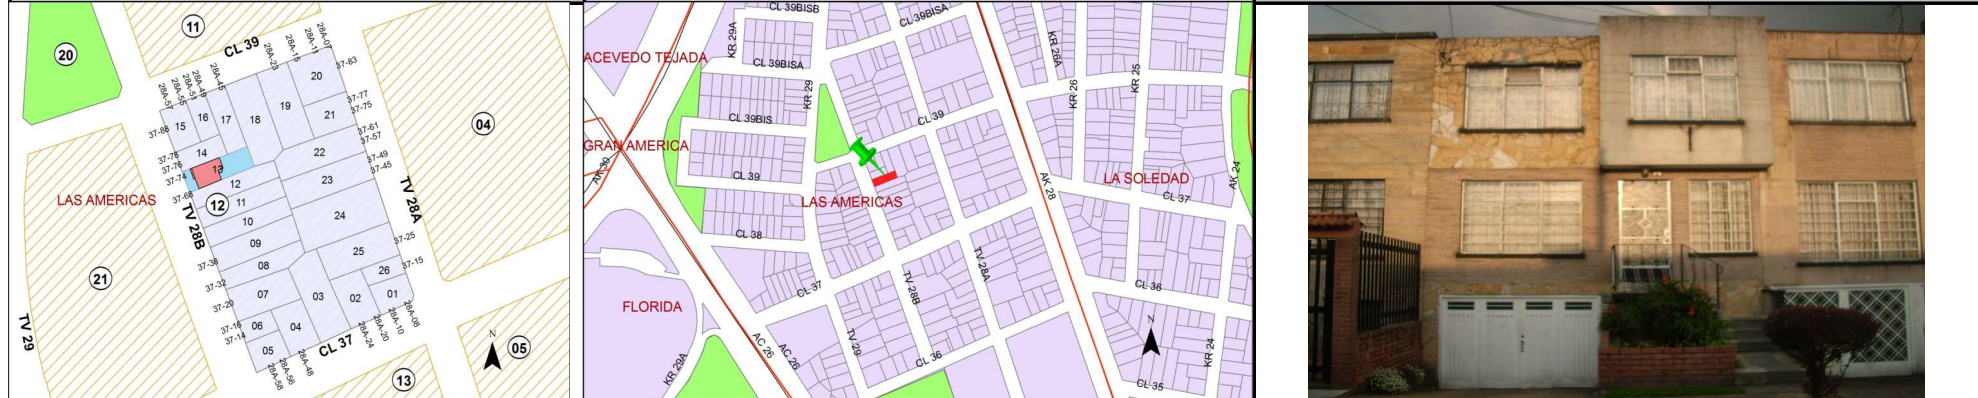 11
20
CL 39
28A-07
28A-11
28A-15
28A-23
28A-45
28A-49
28A-51
28A-55
28A-57
37-83
20
19
18
17
16
15
21
37-77
37-75
04
37-88
14
22
37-61
37-57
37-75
37-76
37-74
13
23
37-49
37-45
37-68
12
LAS AMERICAS
12
11
TV 28B
TV 28A
10
24
09
25
37-25
37-38
08
26
37-15
21
37-32
07
03
02
01
37-20
06
04
28A-08
28A-10
28A-20
28A-24
37-16
37-14
05
CL 37
28A-48
28A-56
28A-58
TV 29
13
N
05
CL 39BISB
CL 39BISA
KR 29A
ACEVEDO TEJADA
CL 39BISA
KR 26A
KR 29
KR 26
KR 25
CL 39BIS
CL 39
GRAN AMERICA
AK 30
CL 39
LAS AMERICAS
AK 28
LA SOLEDAD
CL 37
AK 24
CL 38
TV 28A
CL 37
TV 28B
CL 36
FLORIDA
N
AC 26
AC 26
TV 29
CL 36
KR 29A
KR 24
CL 35